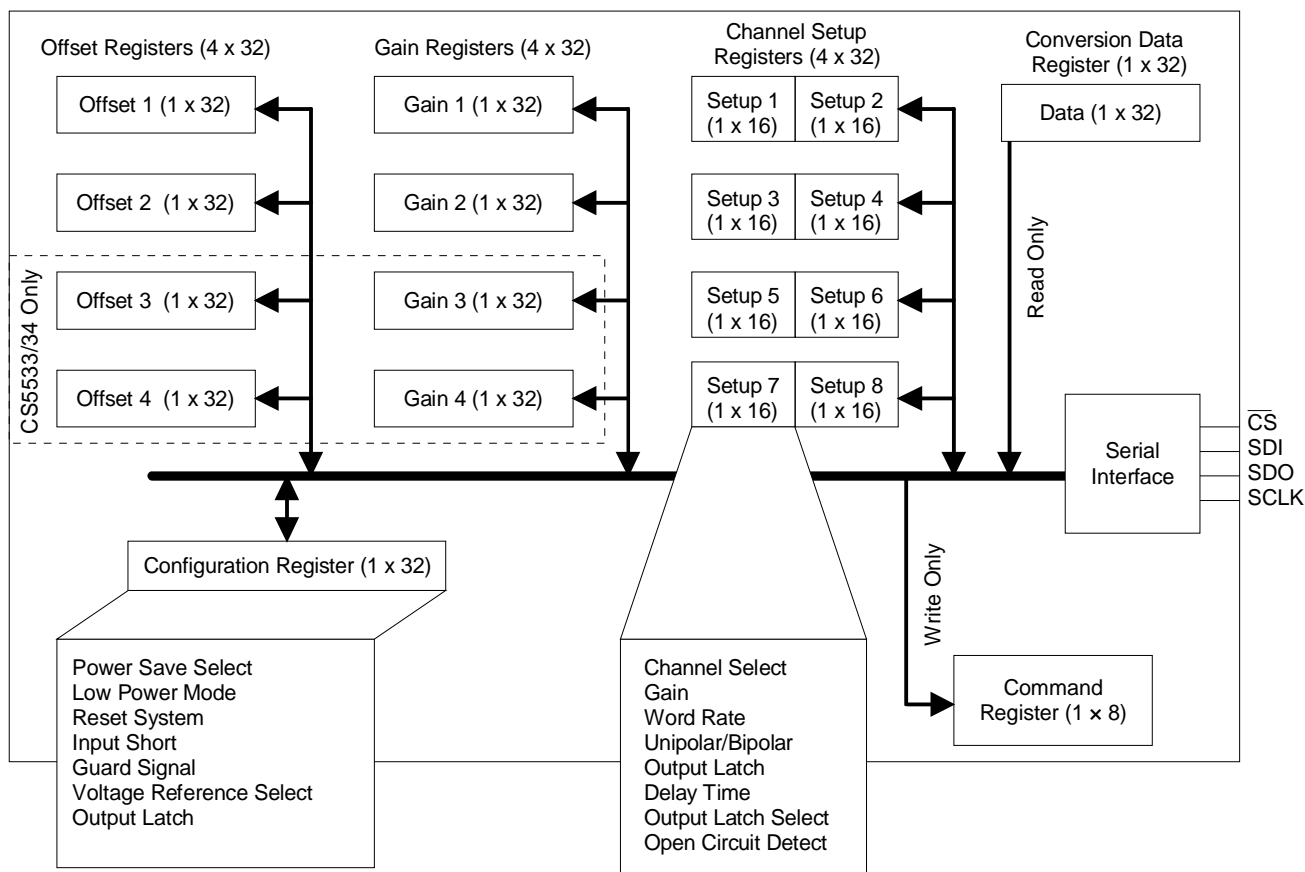 Offset Registers (4 x 32)
Offset 1 (1 x 32)
Offset 2 (1 x 32)
Offset 3 (1 x 32)
Offset 4 (1 x 32)
CS5533/34 Only
Gain Registers (4 x 32)
Gain 1 (1 x 32)
Gain 2 (1 x 32)
Gain 3 (1 x 32)
Gain 4 (1 x 32)
Channel Setup
Registers (4 x 32)
Setup 1
(1 x 16)
Setup 2
(1 x 16)
Setup 3
(1 x 16)
Setup 4
(1 x 16)
Setup 5
(1 x 16)
Setup 6
(1 x 16)
Setup 7
(1 x 16)
Setup 8
(1 x 16)
Conversion Data
Register (1 x 32)
Data (1 x 32)
Read Only
Serial
Interface
CS
SDI
SDO
SCLK
Configuration Register (1 x 32)
Power Save Select
Low Power Mode
Reset System
Input Short
Guard Signal
Voltage Reference Select
Output Latch
Channel Select
Gain
Word Rate
Unipolar/Bipolar
Output Latch
Delay Time
Output Latch Select
Open Circuit Detect
Write Only
Command
Register (1 × 8)